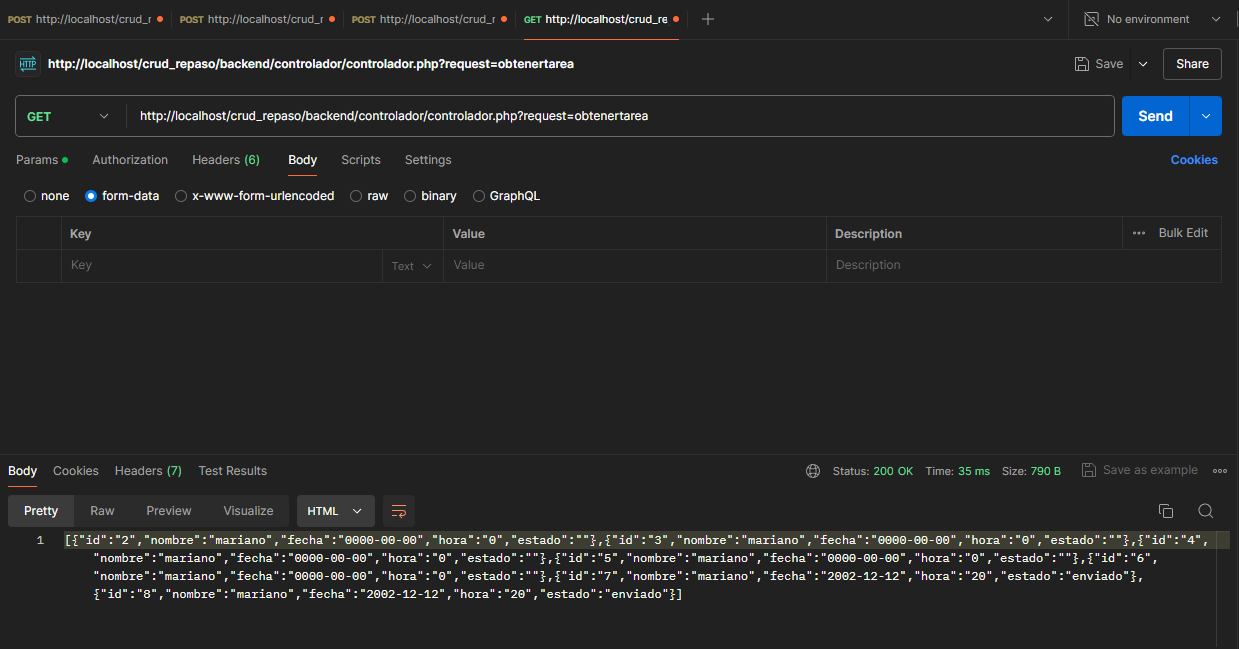 POST http://localhost/crud_r POST http://localhost/crud_r POST http://localhost/crud_r GET http://localhost/crud_re No environment
HTTP http://localhost/crud_repaso/backend/controlador/controlador.php?request=obtenertarea Save Share
GET http://localhost/crud_repaso/backend/controlador/controlador.php?request=obtenertarea Send
Params Authorization Headers (6) Body Scripts Settings Cookies
none form-data x-www-form-urlencoded raw binary GraphQL
Key Value Description Bulk Edit
Key Text Value Description
Body Cookies Headers (7) Test Results Status: 200 OK Time: 35 ms Size: 790 B Save as example
Pretty Raw Preview Visualize HTML
1 [{"id":"2","nombre":"mariano","fecha":"0000-00-00","hora":"0","estado":""},{"id":"3","nombre":"mariano","fecha":"0000-00-00","hora":"0","estado":""},{"id":"4",
"nombre":"mariano","fecha":"0000-00-00","hora":"0","estado":""},{"id":"5","nombre":"mariano","fecha":"0000-00-00","hora":"0","estado":""},{"id":"6",
"nombre":"mariano","fecha":"0000-00-00","hora":"0","estado":""},{"id":"7","nombre":"mariano","fecha":"2002-12-12","hora":"20","estado":"enviado"},
{"id":"8","nombre":"mariano","fecha":"2002-12-12","hora":"20","estado":"enviado"}]